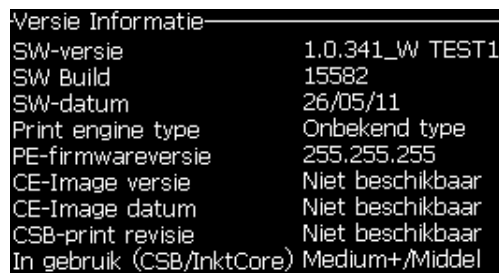 Versie Informatie
SW-versie 1.0.341_W TEST1
SW Build 15582
SW-datum 26/05/11
Print engine type Onbekend type
PE-firmwareversie 255.255.255
CE-Image versie Niet beschikbaar
CE-Image datum Niet beschikbaar
CSB-print revisie Niet beschikbaar
In gebruik (CSB/InktCore) Medium+/Middel